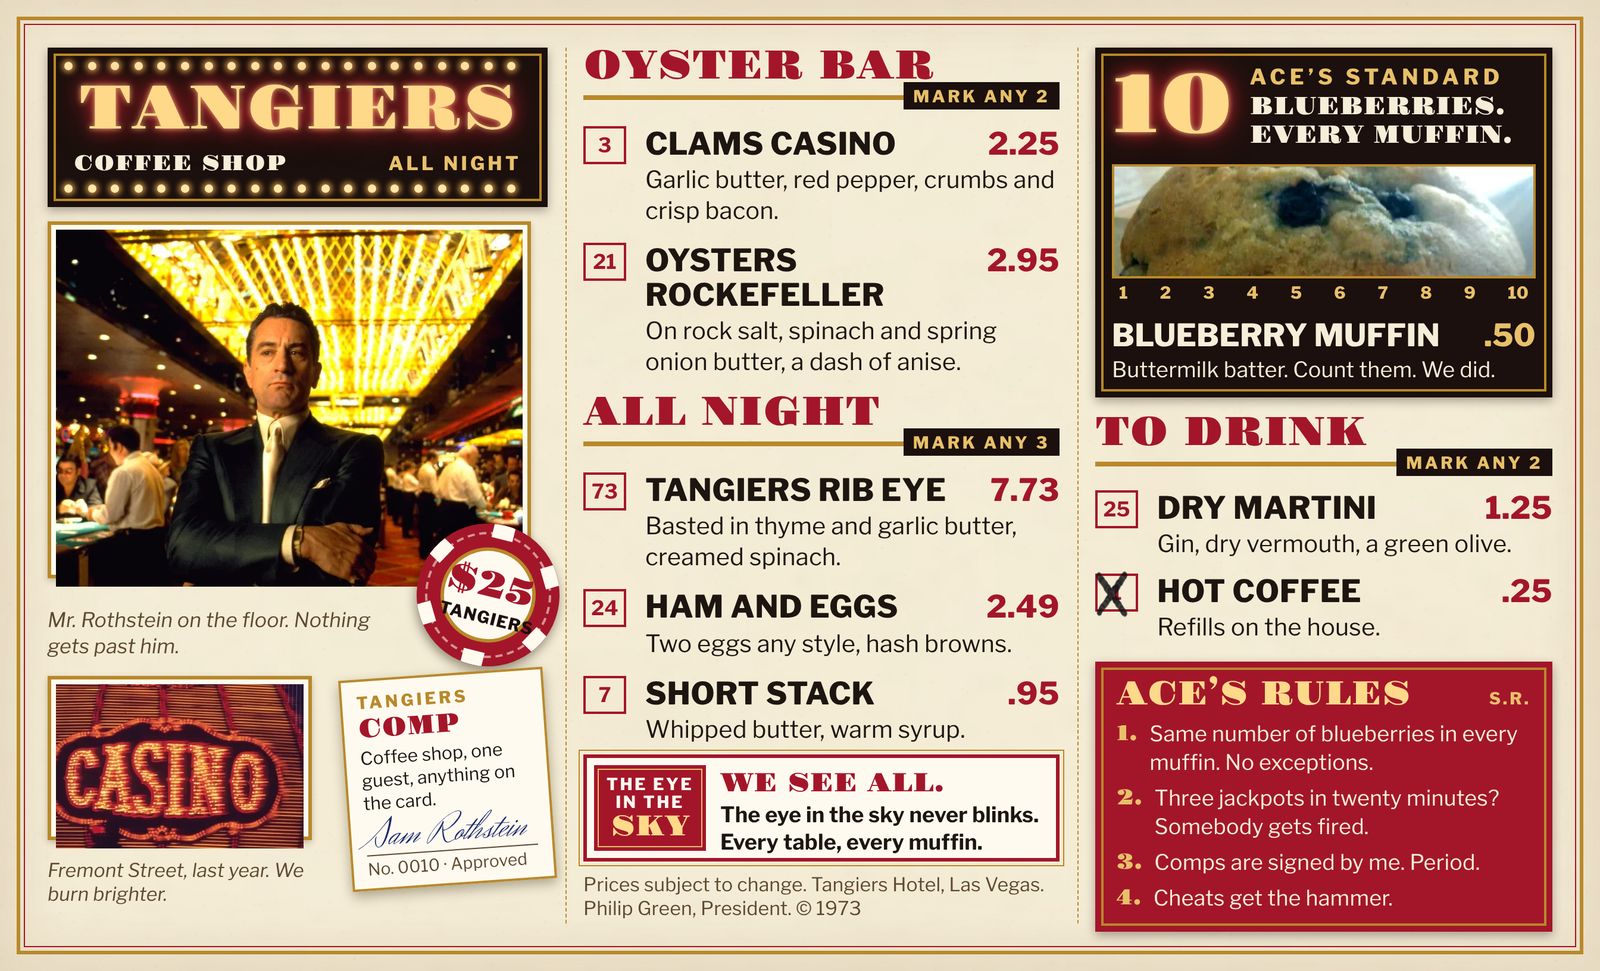 TANGIERS
COFFEE SHOP
ALL NIGHT
$25
TANGIERS
Mr. Rothstein on the floor. Nothing
gets past him.
CASINO
Fremont Street, last year. We
burn brighter.
TANGIERS
COMP
Coffee shop, one
guest, anything on
the card.
Sam Rothstein
No. 0010 · Approved
OYSTER BAR
MARK ANY 2
3 CLAMS CASINO 2.25
Garlic butter, red pepper, crumbs and
crisp bacon.
21 OYSTERS 2.95
ROCKEFELLER
On rock salt, spinach and spring
onion butter, a dash of anise.
ALL NIGHT
MARK ANY 3
73 TANGIERS RIB EYE 7.73
Basted in thyme and garlic butter,
creamed spinach.
24 HAM AND EGGS 2.49
Two eggs any style, hash browns.
7 SHORT STACK .95
Whipped butter, warm syrup.
THE EYE
IN THE
SKY
WE SEE ALL.
The eye in the sky never blinks.
Every table, every muffin.
Prices subject to change. Tangiers Hotel, Las Vegas.
Philip Green, President. © 1973
10
ACE'S STANDARD
BLUEBERRIES.
EVERY MUFFIN.
1 2 3 4 5 6 7 8 9 10
BLUEBERRY MUFFIN .50
Buttermilk batter. Count them. We did.
TO DRINK
MARK ANY 2
25 DRY MARTINI 1.25
Gin, dry vermouth, a green olive.
HOT COFFEE .25
Refills on the house.
ACE'S RULES
S.R.
1. Same number of blueberries in every
muffin. No exceptions.
2. Three jackpots in twenty minutes?
Somebody gets fired.
3. Comps are signed by me. Period.
4. Cheats get the hammer.